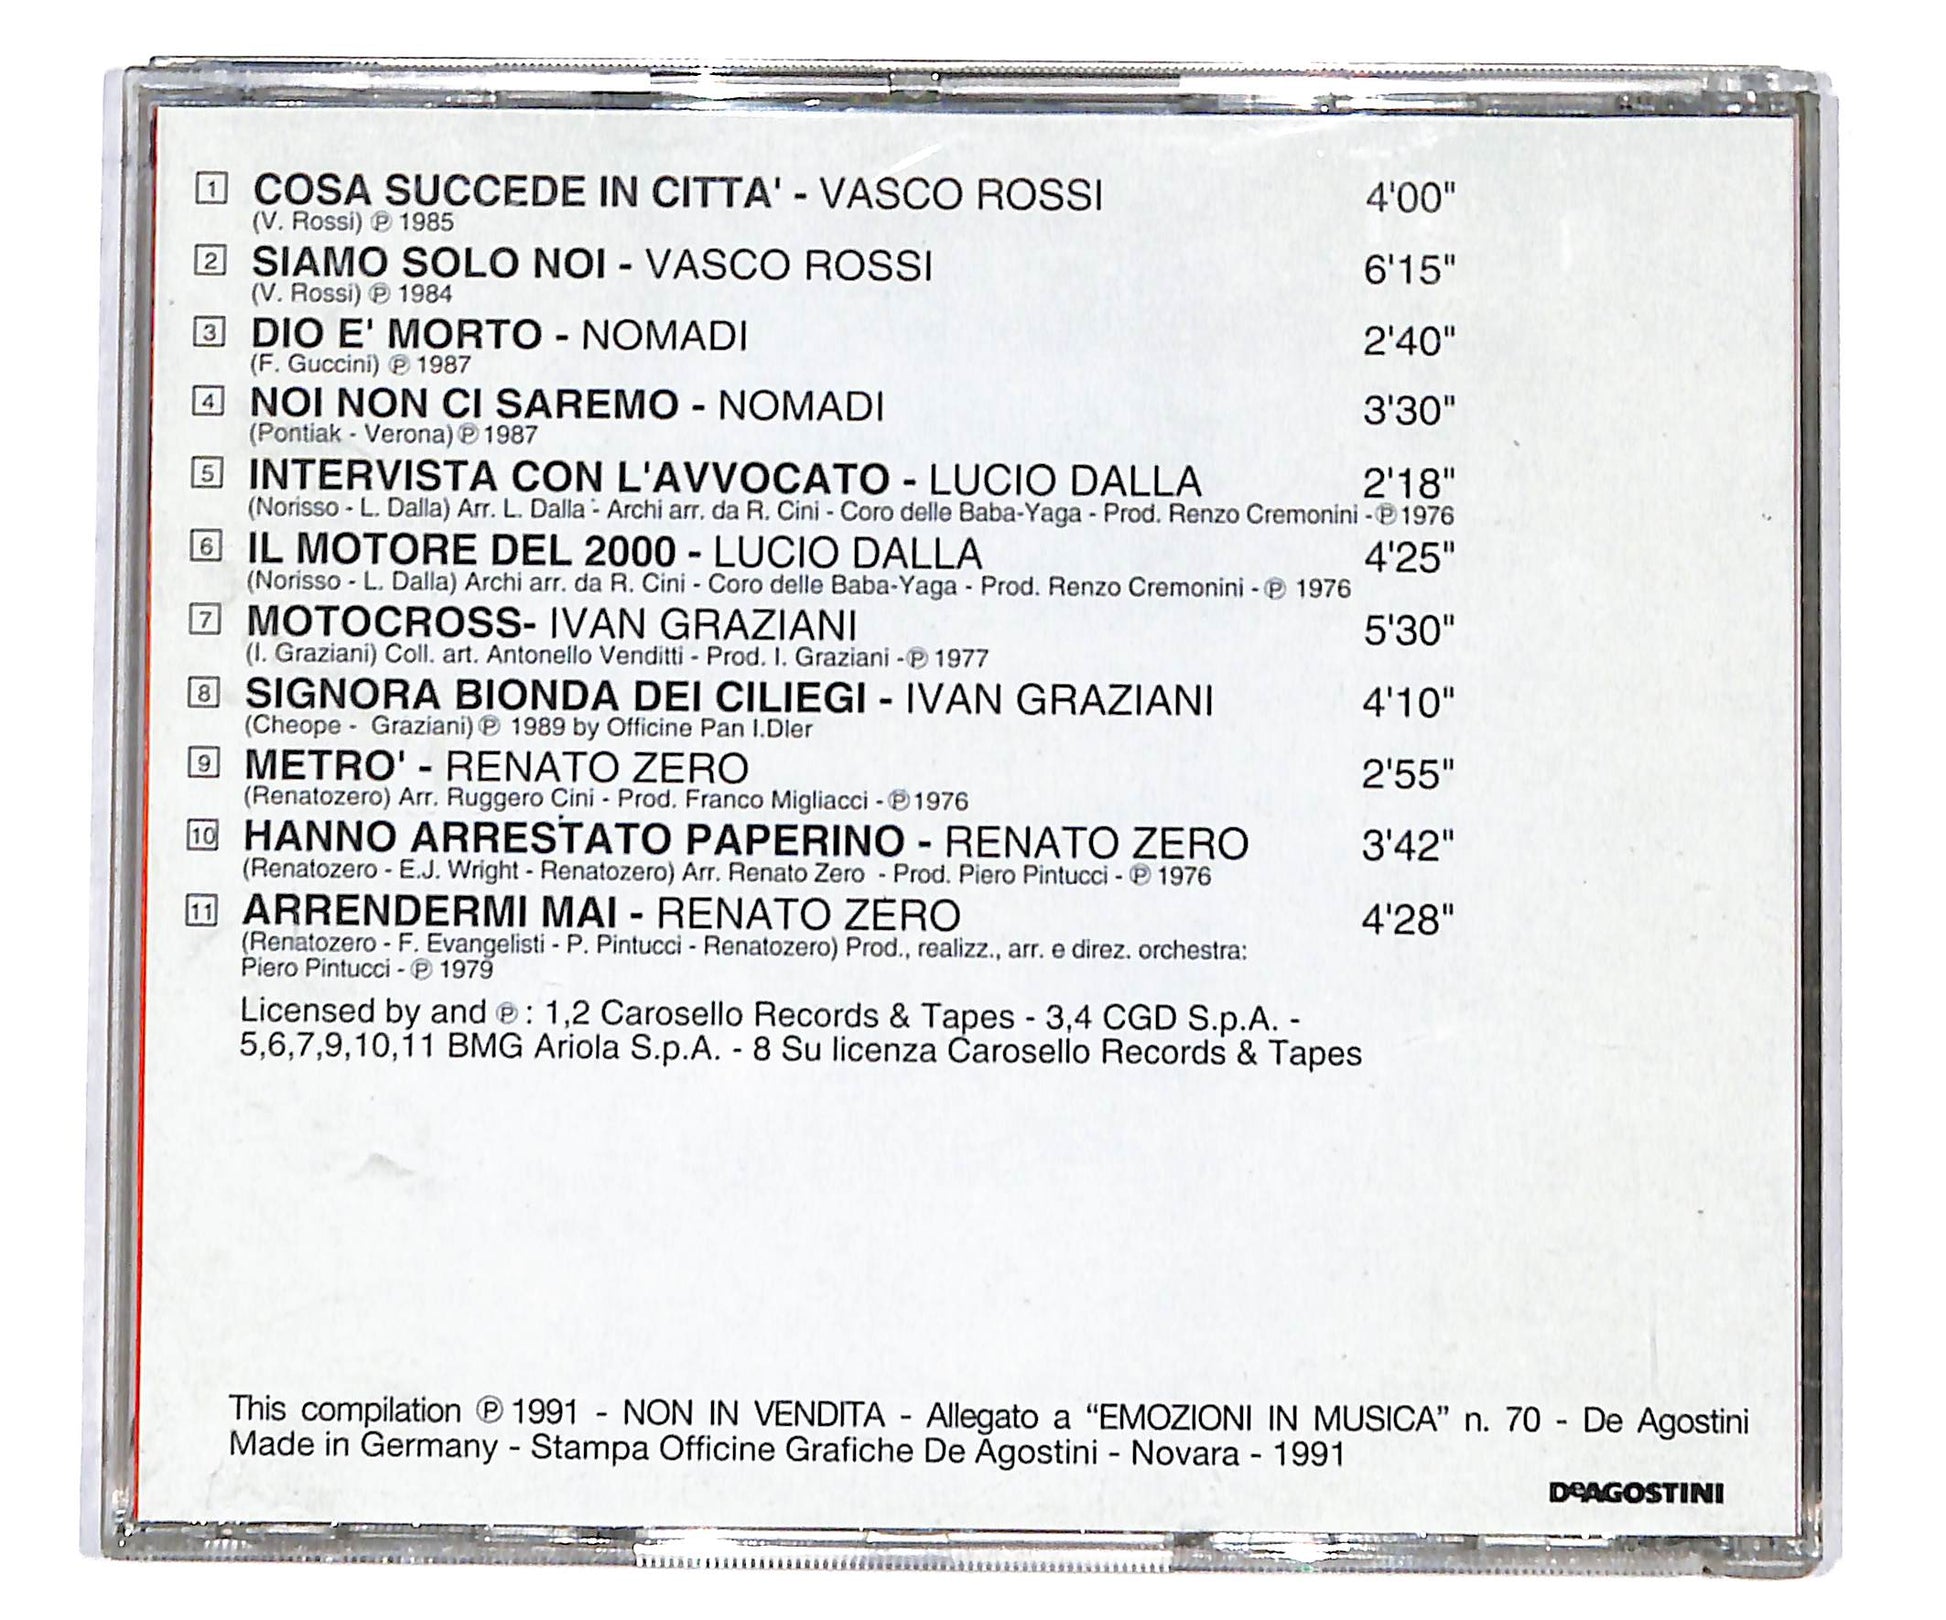 1 COSA SUCCEDE IN CITTA' - VASCO ROSSI 4'00"
(V. Rossi) ℗ 1985
2 SIAMO SOLO NOI - VASCO ROSSI 6'15"
(V. Rossi) ℗ 1984
3 DIO E' MORTO - NOMADI 2'40"
(F. Guccini) ℗ 1987
4 NOI NON CI SAREMO - NOMADI 3'30"
(Pontiak - Verona) ℗ 1987
5 INTERVISTA CON L'AVVOCATO - LUCIO DALLA 2'18"
(Norisso - L. Dalla) Arr. L. Dalla - Archi arr. da R. Cini - Coro delle Baba-Yaga - Prod. Renzo Cremonini - ℗ 1976
6 IL MOTORE DEL 2000 - LUCIO DALLA 4'25"
(Norisso - L. Dalla) Archi arr. da R. Cini - Coro delle Baba-Yaga - Prod. Renzo Cremonini - ℗ 1976
7 MOTOCROSS- IVAN GRAZIANI 5'30"
(I. Graziani) Coll. art. Antonello Venditti - Prod. I. Graziani - ℗ 1977
8 SIGNORA BIONDA DEI CILIEGI - IVAN GRAZIANI 4'10"
(Cheope - Graziani) ℗ 1989 by Officine Pan I.Dler
9 METRO' - RENATO ZERO 2'55"
(Renatozero) Arr. Ruggero Cini - Prod. Franco Migliacci - ℗ 1976
10 HANNO ARRESTATO PAPERINO - RENATO ZERO 3'42"
(Renatozero - E.J. Wright - Renatozero) Arr. Renato Zero - Prod. Piero Pintucci - ℗ 1976
11 ARRENDERMI MAI - RENATO ZERO 4'28"
(Renatozero - F. Evangelisti - P. Pintucci - Renatozero) Prod., realizz., arr. e direz. orchestra:
Piero Pintucci - ℗ 1979
Licensed by and ℗ : 1,2 Carosello Records & Tapes - 3,4 CGD S.p.A. -
5,6,7,9,10,11 BMG Ariola S.p.A. - 8 Su licenza Carosello Records & Tapes
This compilation ℗ 1991 - NON IN VENDITA - Allegato a “EMOZIONI IN MUSICA” n. 70 - De Agostini
Made in Germany - Stampa Officine Grafiche De Agostini - Novara - 1991
DeAGOSTINI